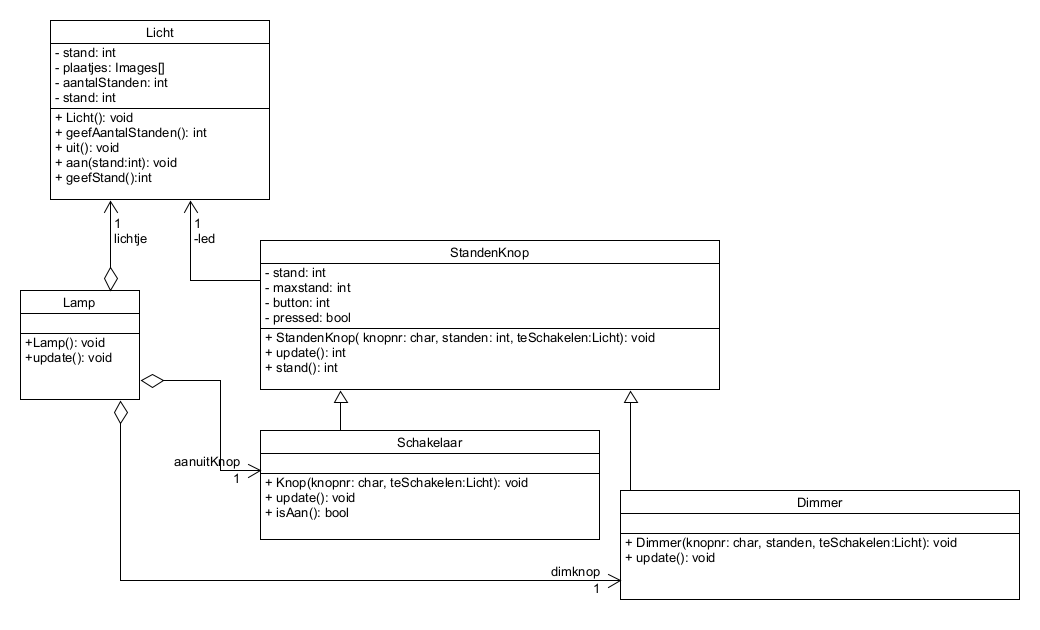 Licht
- stand: int
- plaatjes: Images[]
- aantalStanden: int
- stand: int
+ Licht(): void
+ geefAantalStanden(): int
+ uit(): void
+ aan(stand:int): void
+ geefStand():int
1
lichtje
1
-led
StandenKnop
- stand: int
- maxstand: int
- button: int
- pressed: bool
+ StandenKnop( knopnr: char, standen: int, teSchakelen:Licht): void
+ update(): int
+ stand(): int
Lamp
+Lamp(): void
+update(): void
aanuitKnop
1
Schakelaar
+ Knop(knopnr: char, teSchakelen:Licht): void
+ update(): void
+ isAan(): bool
Dimmer
+ Dimmer(knopnr: char, standen, teSchakelen:Licht): void
+ update(): void
dimknop
1